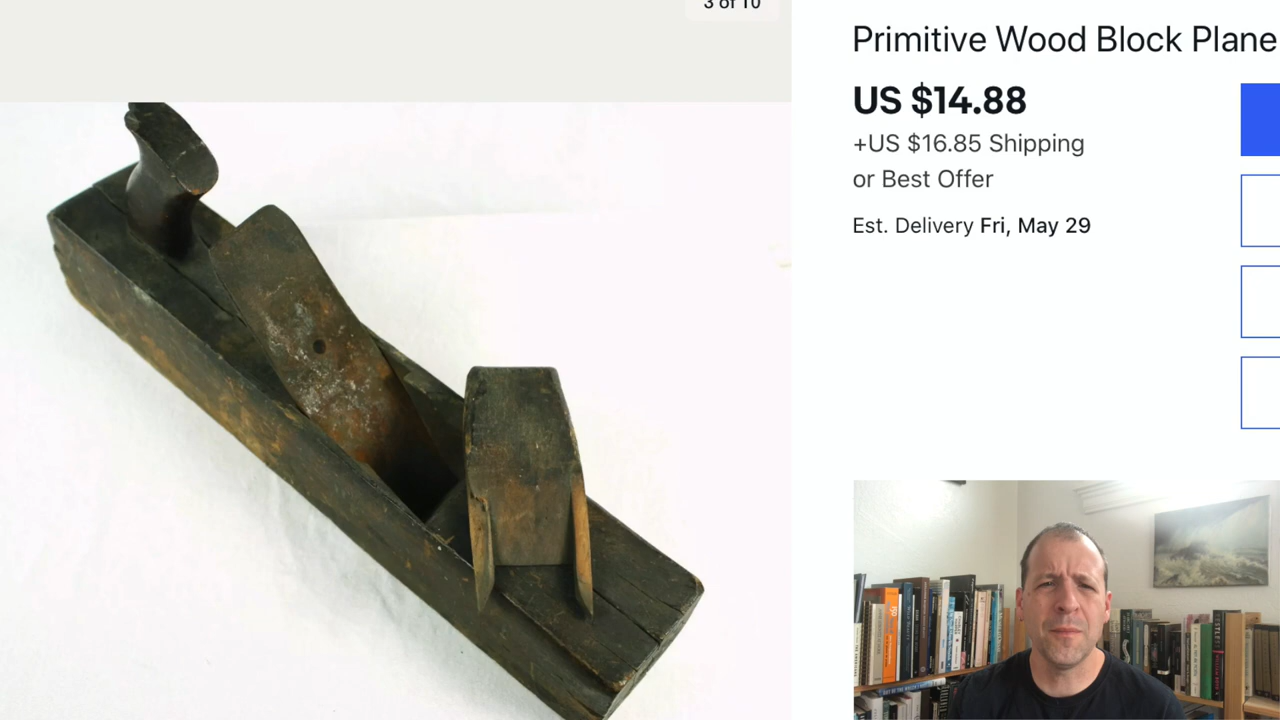 3 of 10
Primitive Wood Block Plane
US $14.88
+US $16.85 Shipping
or Best Offer
Est. Delivery Fri, May 29